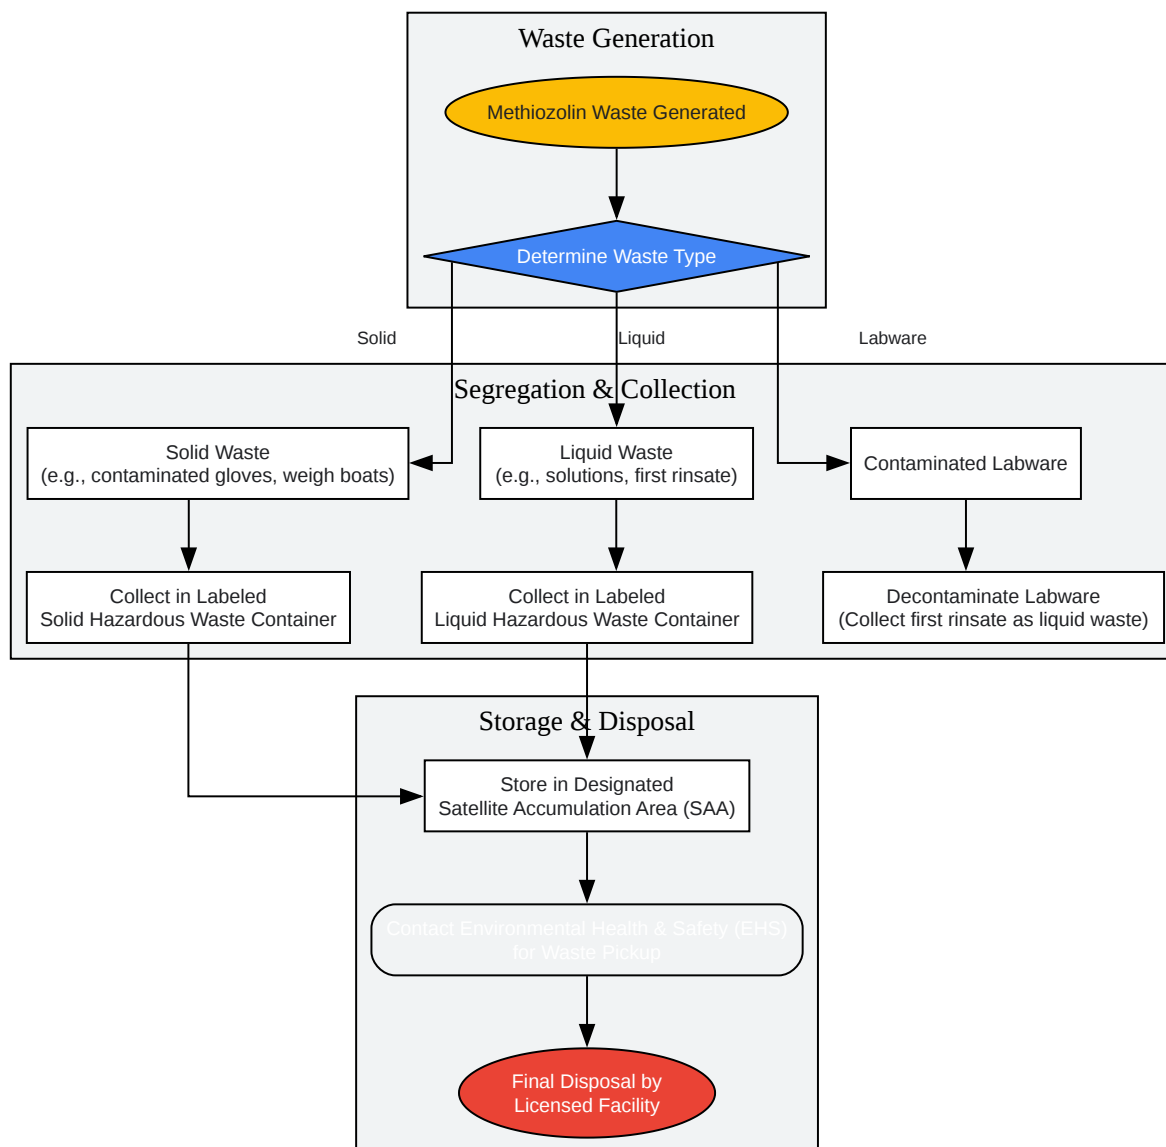 Waste Generation
Methiozolin Waste Generated
Determine Waste Type
Solid
Liquid
Labware
Segregation & Collection
Solid Waste
(e.g., contaminated gloves, weigh boats)
Liquid Waste
(e.g., solutions, first rinsate)
Contaminated Labware
Collect in Labeled
Solid Hazardous Waste Container
Collect in Labeled
Liquid Hazardous Waste Container
Decontaminate Labware
(Collect first rinsate as liquid waste)
Storage & Disposal
Store in Designated
Satellite Accumulation Area (SAA)
Contact Environmental Health & Safety (EHS)
for Waste Pickup
Final Disposal by
Licensed Facility